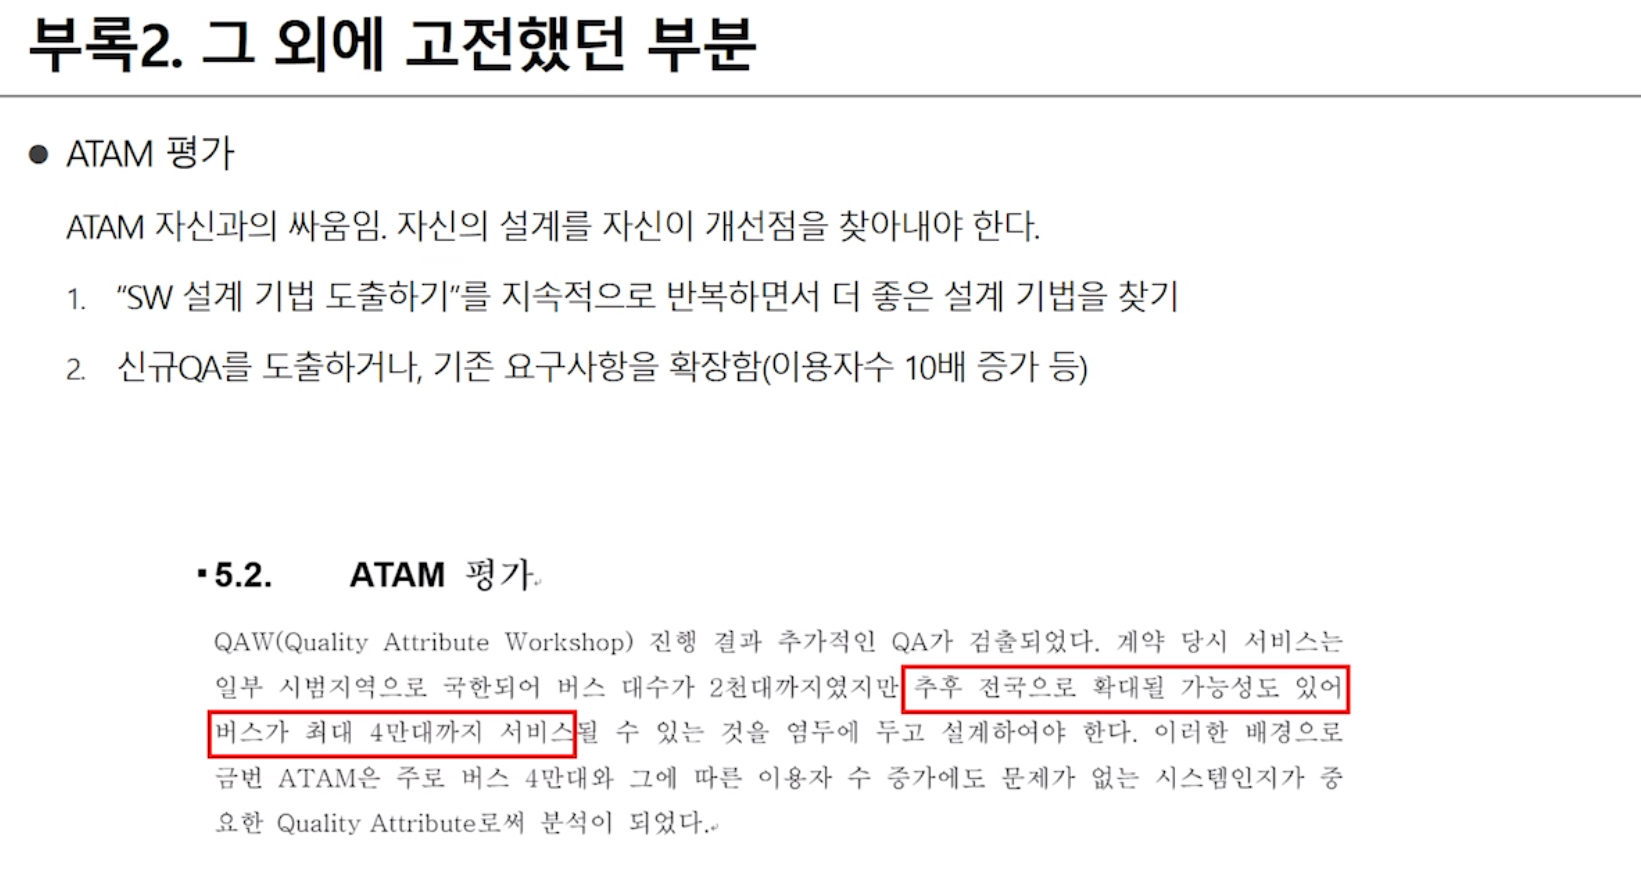 부록2. 그 외에 고전했던 부분
● ATAM 평가
ATAM 자신과의 싸움임. 자신의 설계를 자신이 개선점을 찾아내야 한다.
1. “SW 설계 기법 도출하기”를 지속적으로 반복하면서 더 좋은 설계 기법을 찾기
2. 신규QA를 도출하거나, 기존 요구사항을 확장함(이용자수 10배 증가 등)
▪5.2. ATAM 평가
QAW(Quality Attribute Workshop) 진행 결과 추가적인 QA가 검출되었다. 계약 당시 서비스는
일부 시범지역으로 국한되어 버스 대수가 2천대까지였지만 추후 전국으로 확대될 가능성도 있어
버스가 최대 4만대까지 서비스될 수 있는 것을 염두에 두고 설계하여야 한다. 이러한 배경으로
금번 ATAM은 주로 버스 4만대와 그에 따른 이용자 수 증가에도 문제가 없는 시스템인지가 중
요한 Quality Attribute로써 분석이 되었다.